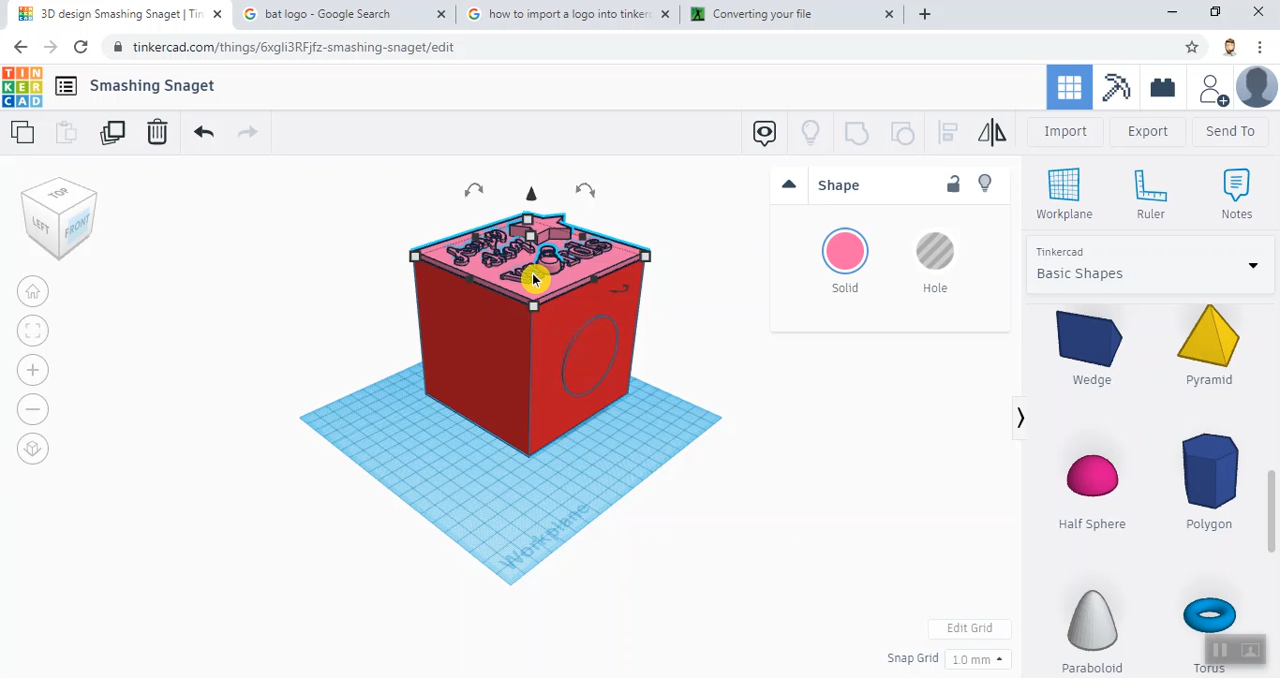 3D design Smashing Snaget | Tin
bat logo - Google Search
how to import a logo into tinkerc
Converting your file
tinkercad.com/things/6xgli3RFjfz-smashing-snaget/edit
TIN
KER
CAD
Smashing Snaget
Import
Export
Send To
TOP
LEFT
FRONT
Shape
Solid
Hole
Workplane
Ruler
Notes
Tinkercad
Basic Shapes
Wedge
Pyramid
Half Sphere
Polygon
Paraboloid
Torus
Workplane
Edit Grid
Snap Grid
1.0 mm